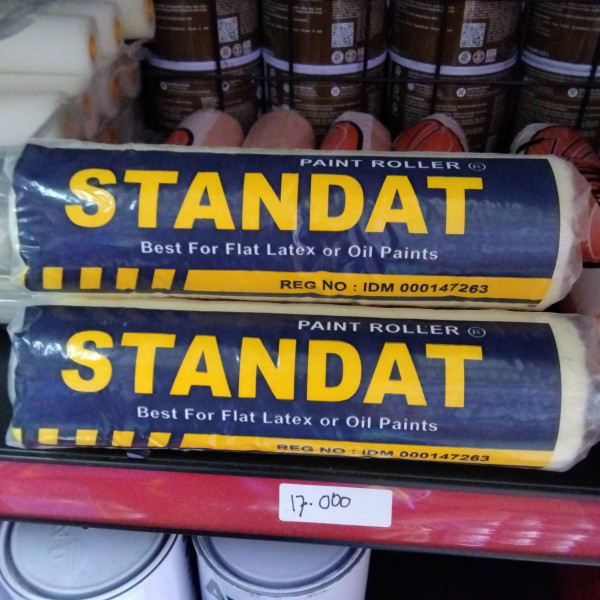 PAINT ROLLER ®
STANDAT
Best For Flat Latex or Oil Paints
REG NO : IDM 000147263
PAINT ROLLER ®
STANDAT
Best For Flat Latex or Oil Paints
REG NO : IDM 000147263
17.000